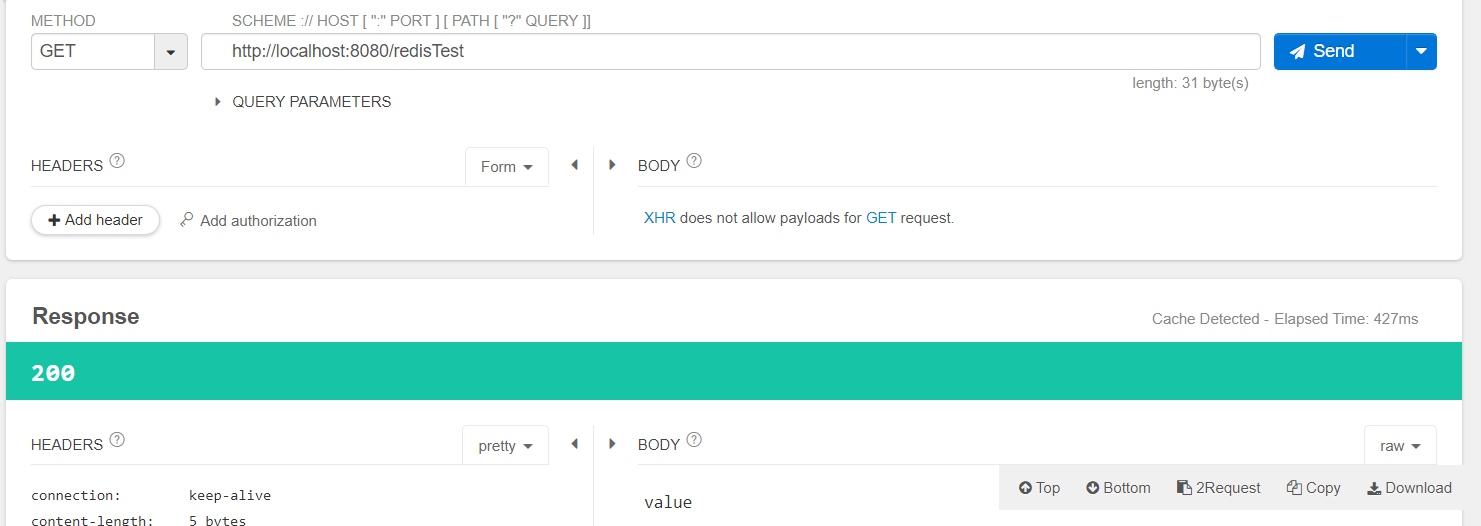 METHOD SCHEME :// HOST [ ":" PORT ] [ PATH [ "?" QUERY ]]
GET http://localhost:8080/redisTest Send
length: 31 byte(s)
QUERY PARAMETERS
HEADERS ? Form BODY ?
+ Add header Add authorization XHR does not allow payloads for GET request.
Response Cache Detected - Elapsed Time: 427ms
200
HEADERS ? pretty BODY ? raw
Top Bottom 2Request Copy Download
connection: keep-alive value
content-length: 5 bytes